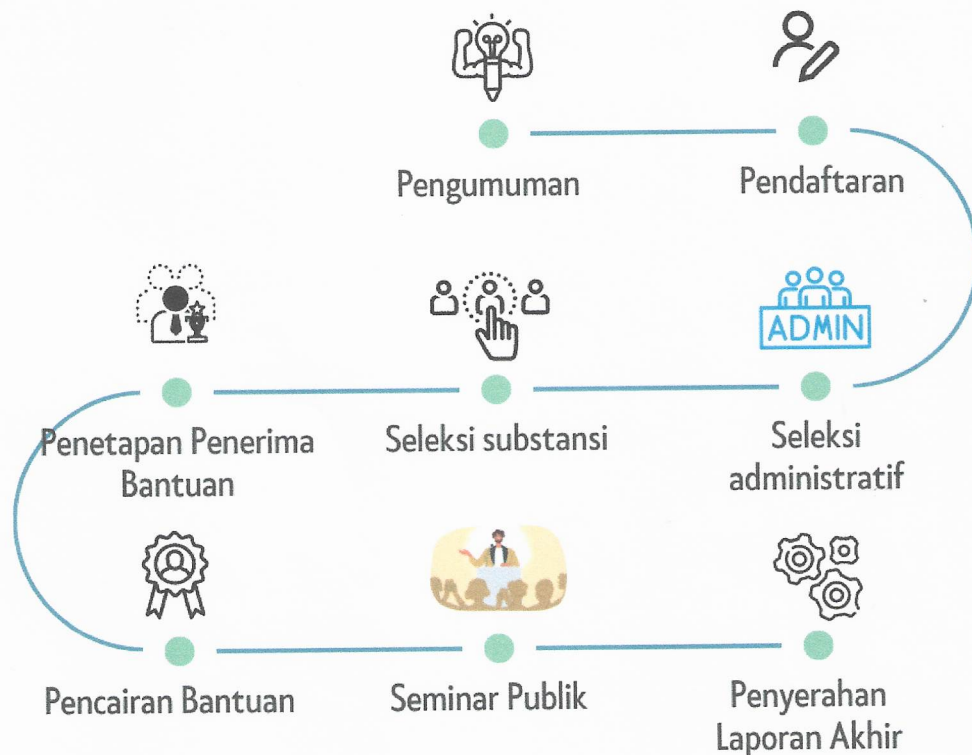 Pengumuman
Pendaftaran
ADMIN
Seleksi
administratif
Seleksi substansi
Penetapan Penerima
Bantuan
Pencairan Bantuan
Seminar Publik
Penyerahan
Laporan Akhir